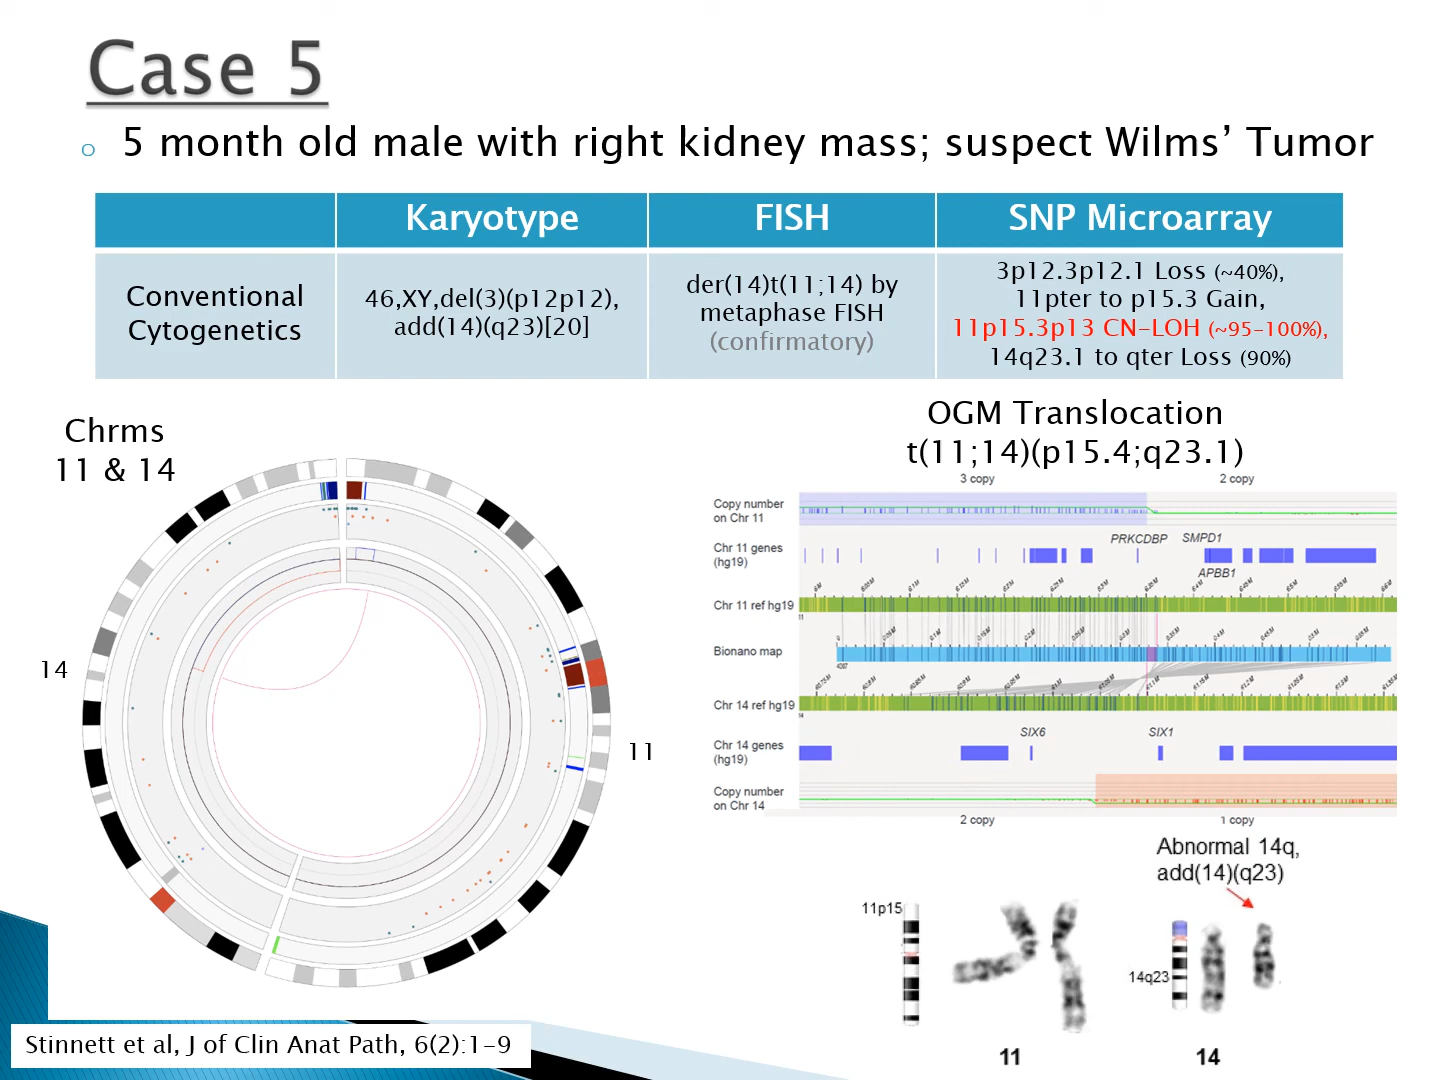 Case 5
5 month old male with right kidney mass; suspect Wilms’ Tumor
Karyotype FISH SNP Microarray
Conventional
Cytogenetics
46,XY,del(3)(p12p12),
add(14)(q23)[20]
der(14)t(11;14) by
metaphase FISH
(confirmatory)
3p12.3p12.1 Loss (~40%),
11pter to p15.3 Gain,
11p15.3p13 CN-LOH (~95-100%),
14q23.1 to qter Loss (90%)
Chrms
11 & 14
14
11
OGM Translocation
t(11;14)(p15.4;q23.1)
3 copy 2 copy
Copy number
on Chr 11
Chr 11 genes
(hg19)
PRKCDBP SMPD1
APBB1
Chr 11 ref hg19
11
Bionano map
4087
Chr 14 ref hg19
14
SIX6 SIX1
Chr 14 genes
(hg19)
Copy number
on Chr 14
2 copy 1 copy
Abnormal 14q,
add(14)(q23)
11p15
14q23
11 14
Stinnett et al, J of Clin Anat Path, 6(2):1-9